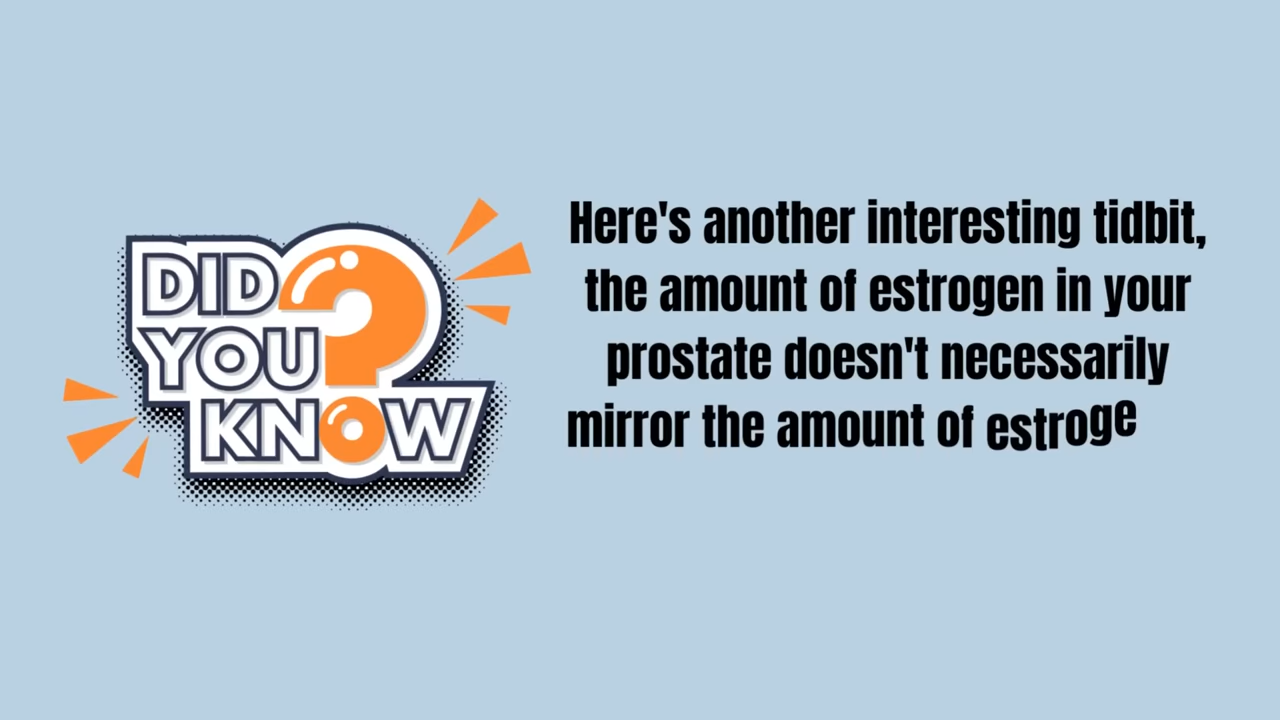 DID
YOU
KNOW
?
Here's another interesting tidbit,
the amount of estrogen in your
prostate doesn't necessarily
mirror the amount of estroge